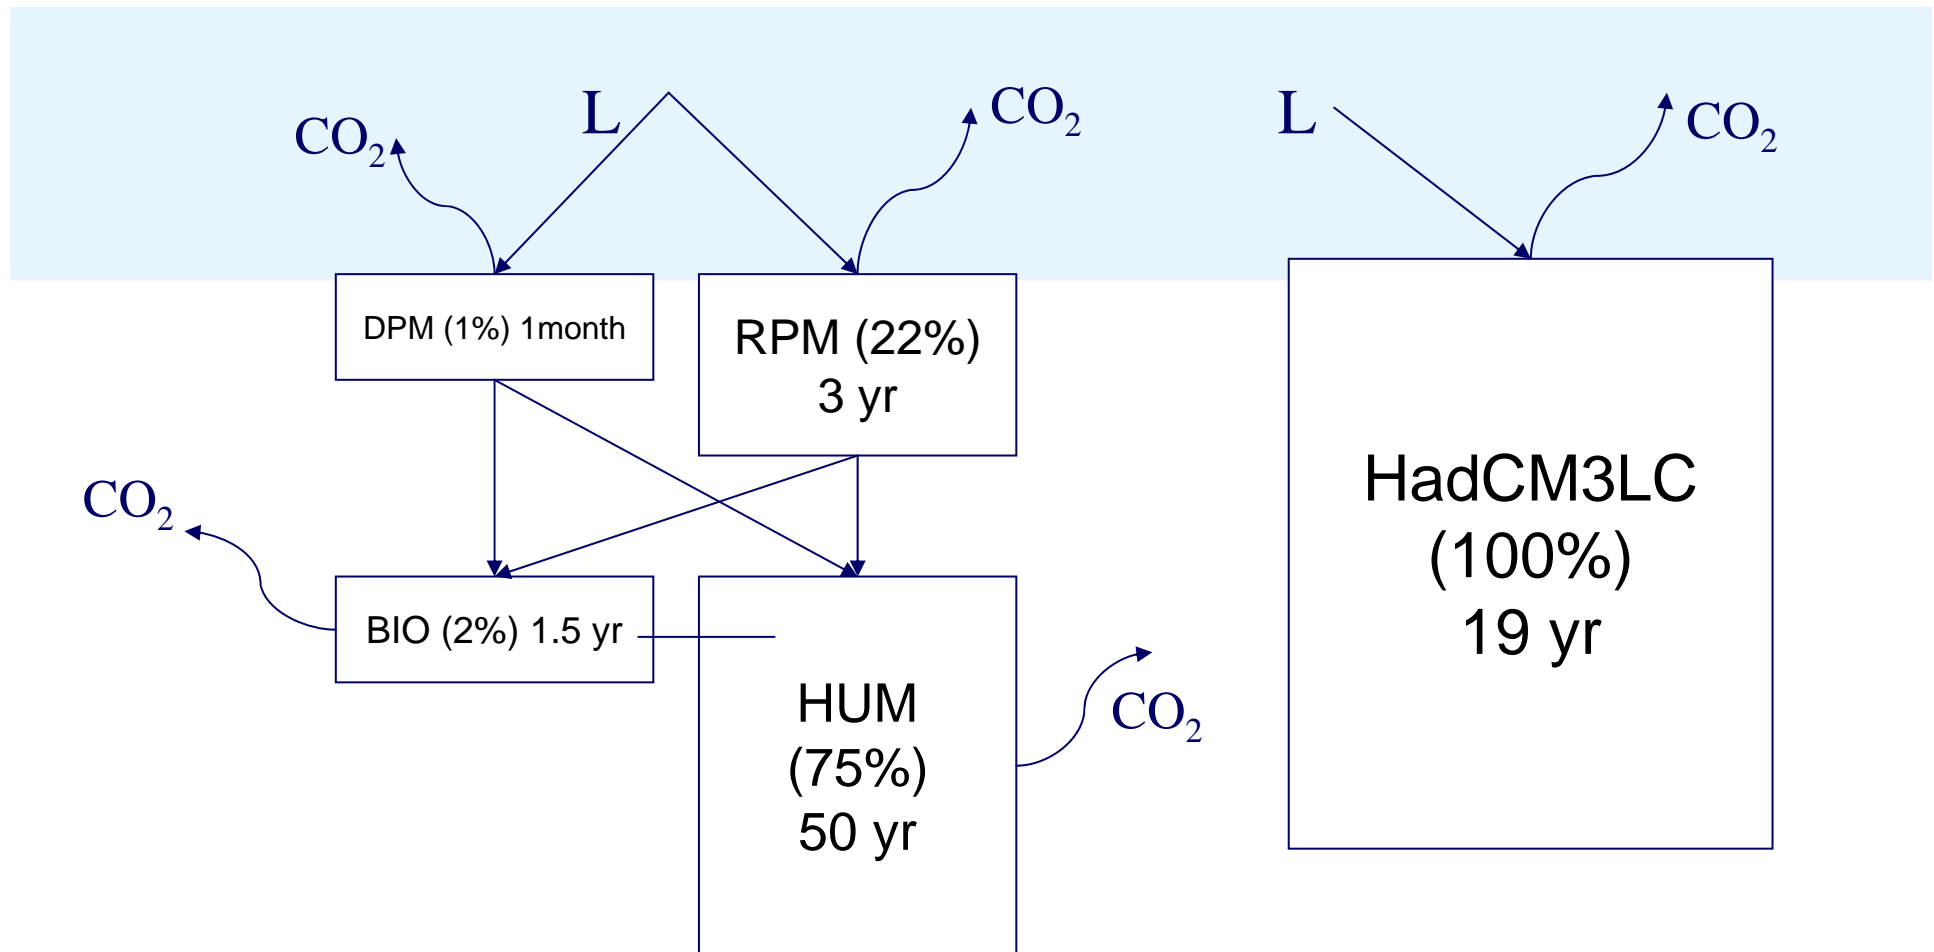 CO₂
L
CO₂
L
CO₂
DPM (1%) 1month
RPM (22%)
3 yr
HadCM3LC
(100%)
19 yr
CO₂
BIO (2%) 1.5 yr
HUM
(75%)
50 yr
CO₂